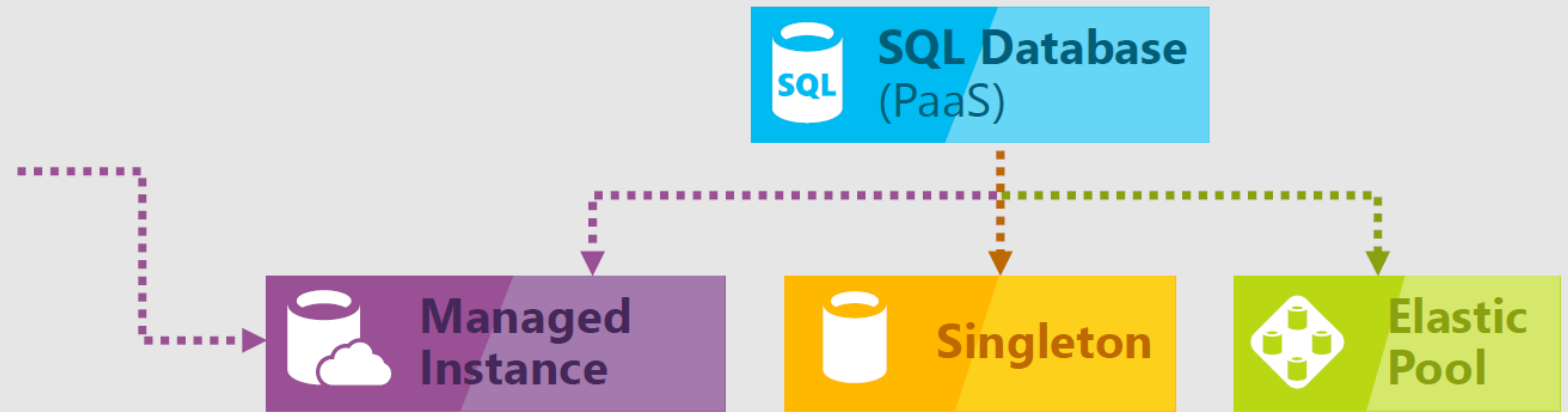 SQL
SQL Database
(PaaS)
Managed
Instance
Singleton
Elastic
Pool